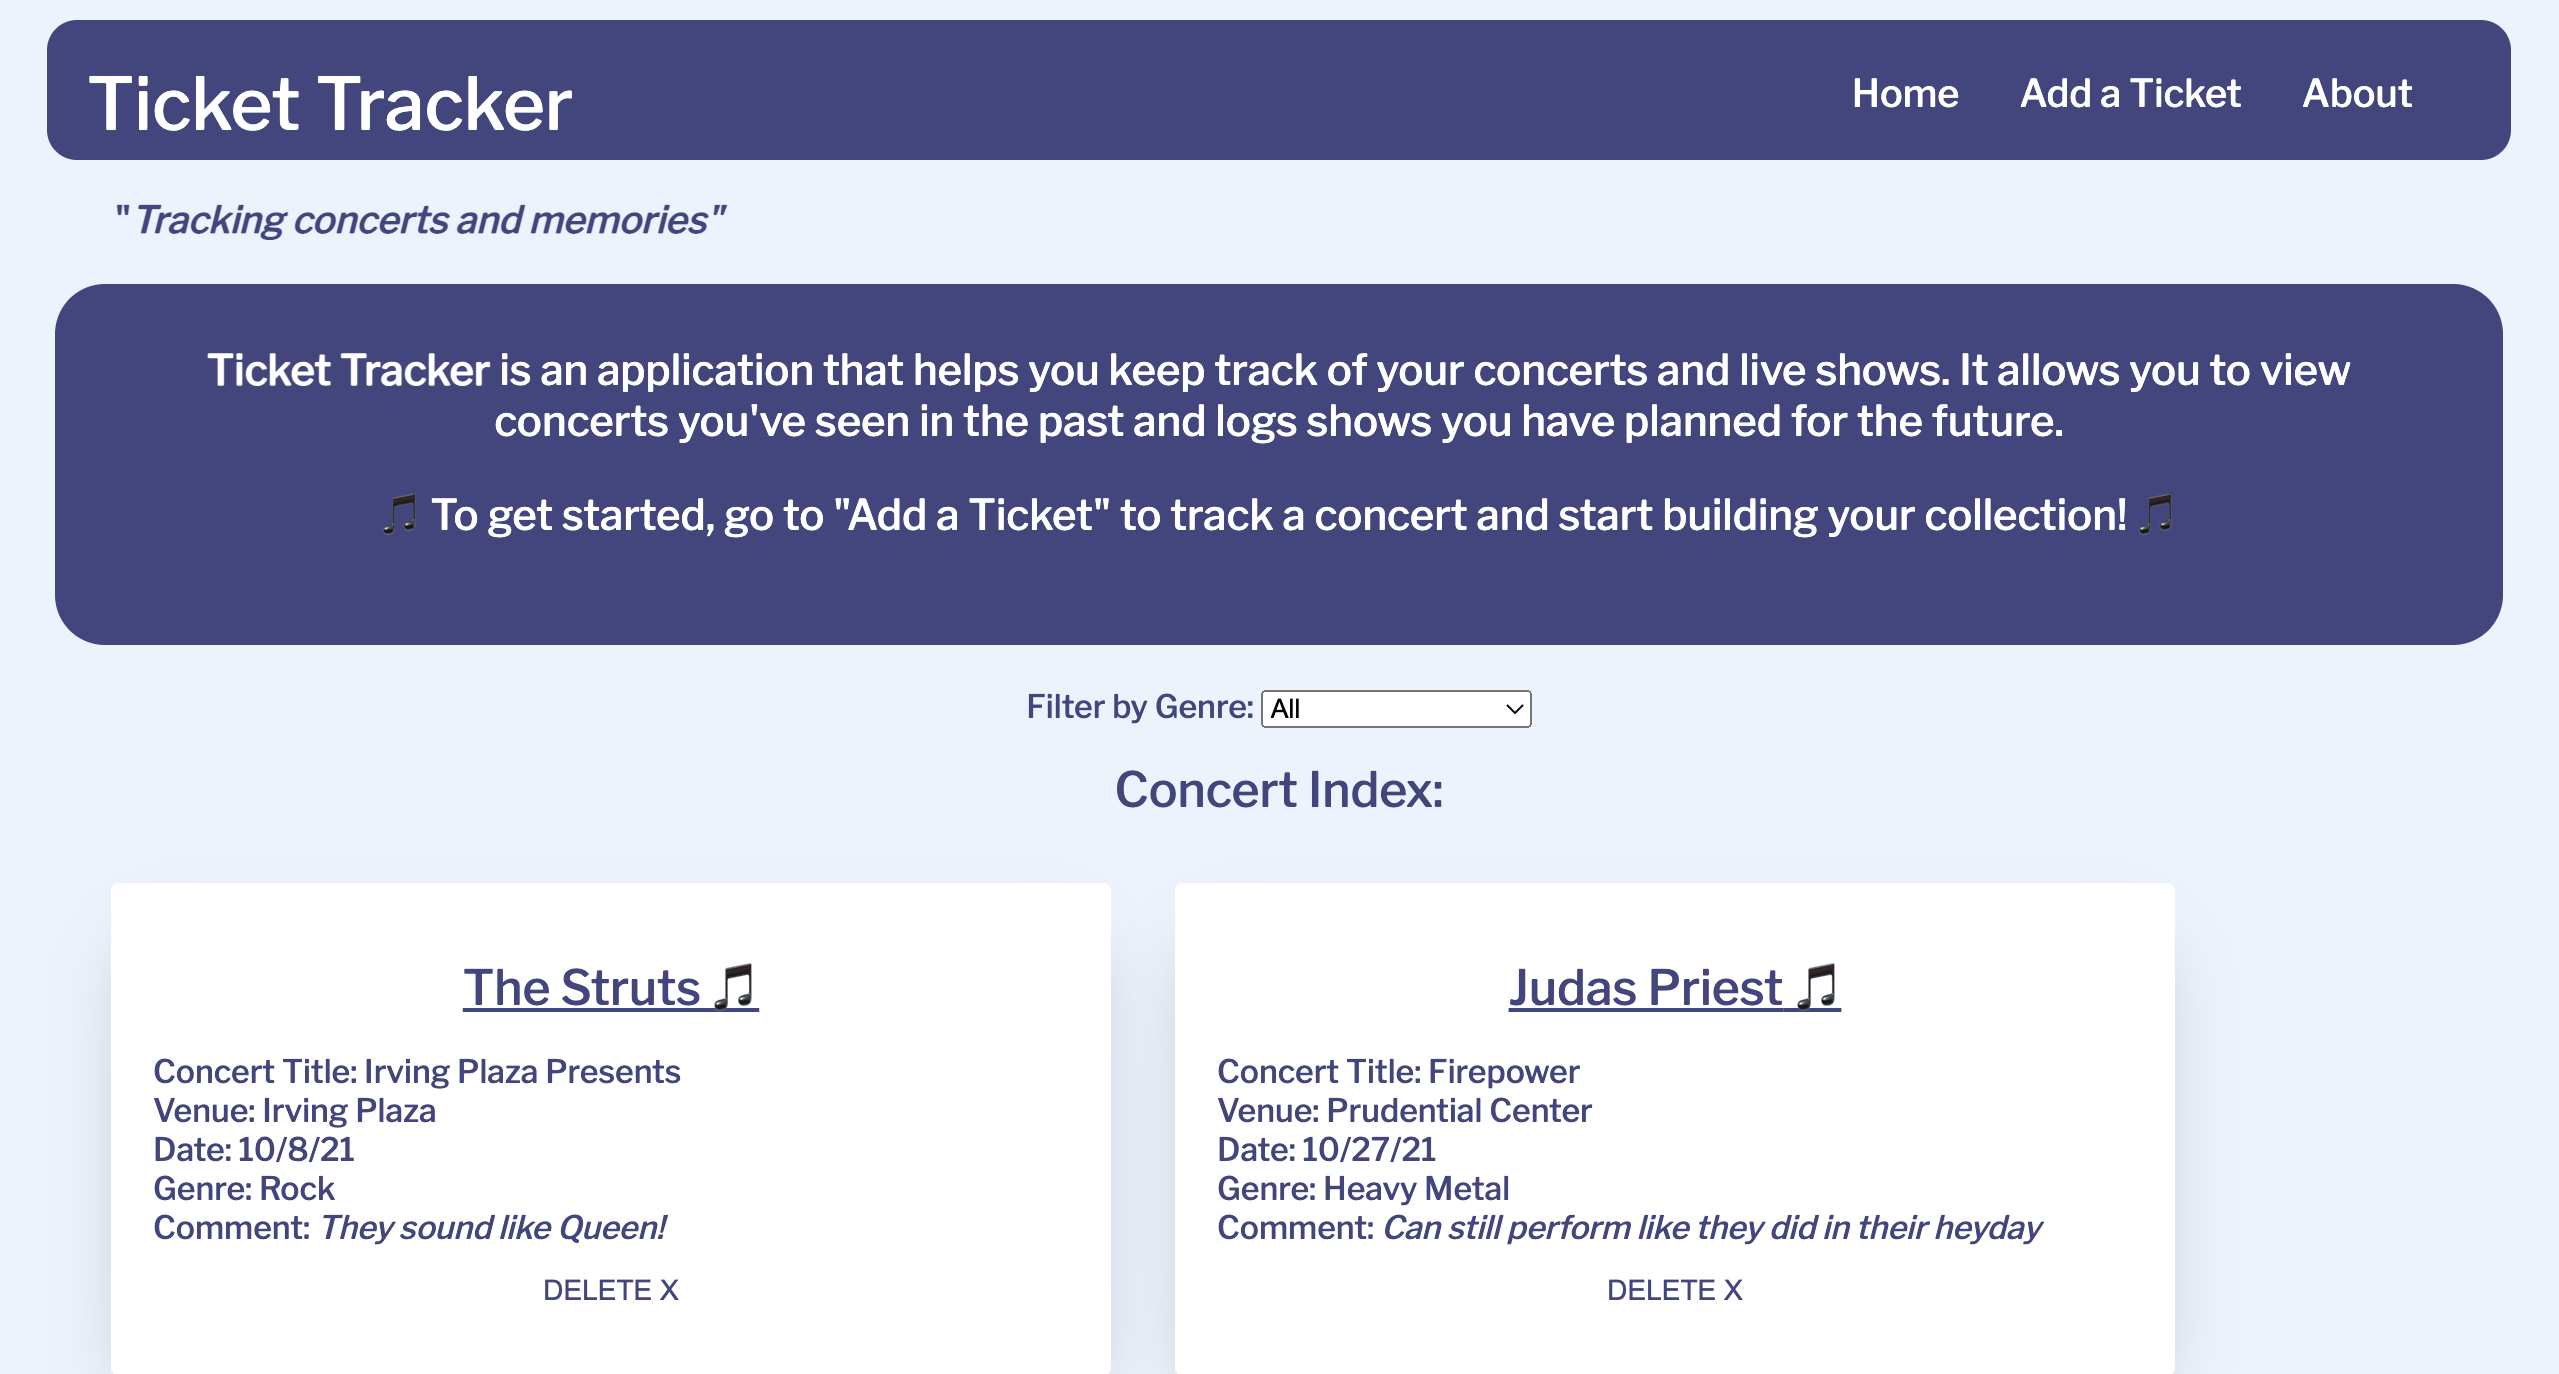 Ticket Tracker
Home
Add a Ticket
About
"Tracking concerts and memories"
Ticket Tracker is an application that helps you keep track of your concerts and live shows. It allows you to view
concerts you've seen in the past and logs shows you have planned for the future.
🎵 To get started, go to "Add a Ticket" to track a concert and start building your collection! 🎵
Filter by Genre: All
Concert Index:
The Struts 🎵
Concert Title: Irving Plaza Presents
Venue: Irving Plaza
Date: 10/8/21
Genre: Rock
Comment: They sound like Queen!
DELETE X
Judas Priest 🎵
Concert Title: Firepower
Venue: Prudential Center
Date: 10/27/21
Genre: Heavy Metal
Comment: Can still perform like they did in their heyday
DELETE X